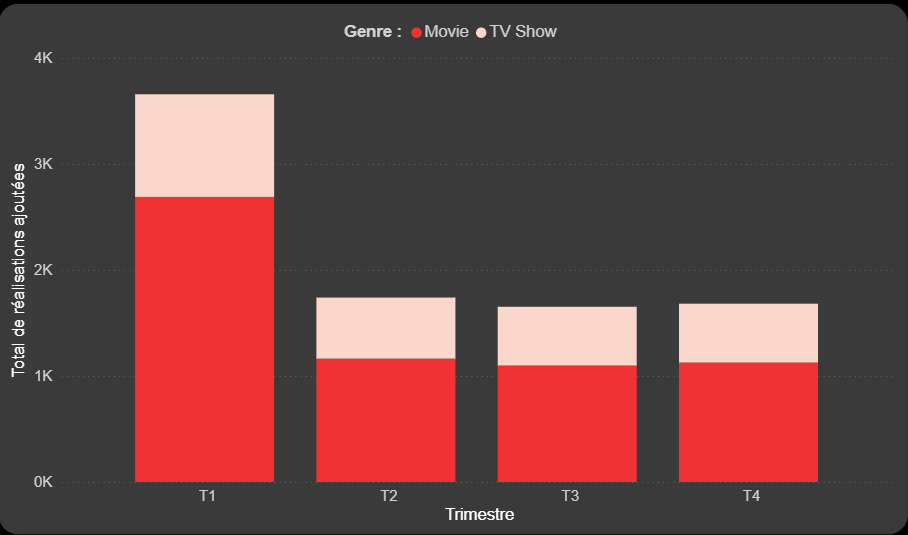 Genre : Movie TV Show
4K
3K
2K
1K
0K
Total de réalisations ajoutées
T1 T2 T3 T4
Trimestre